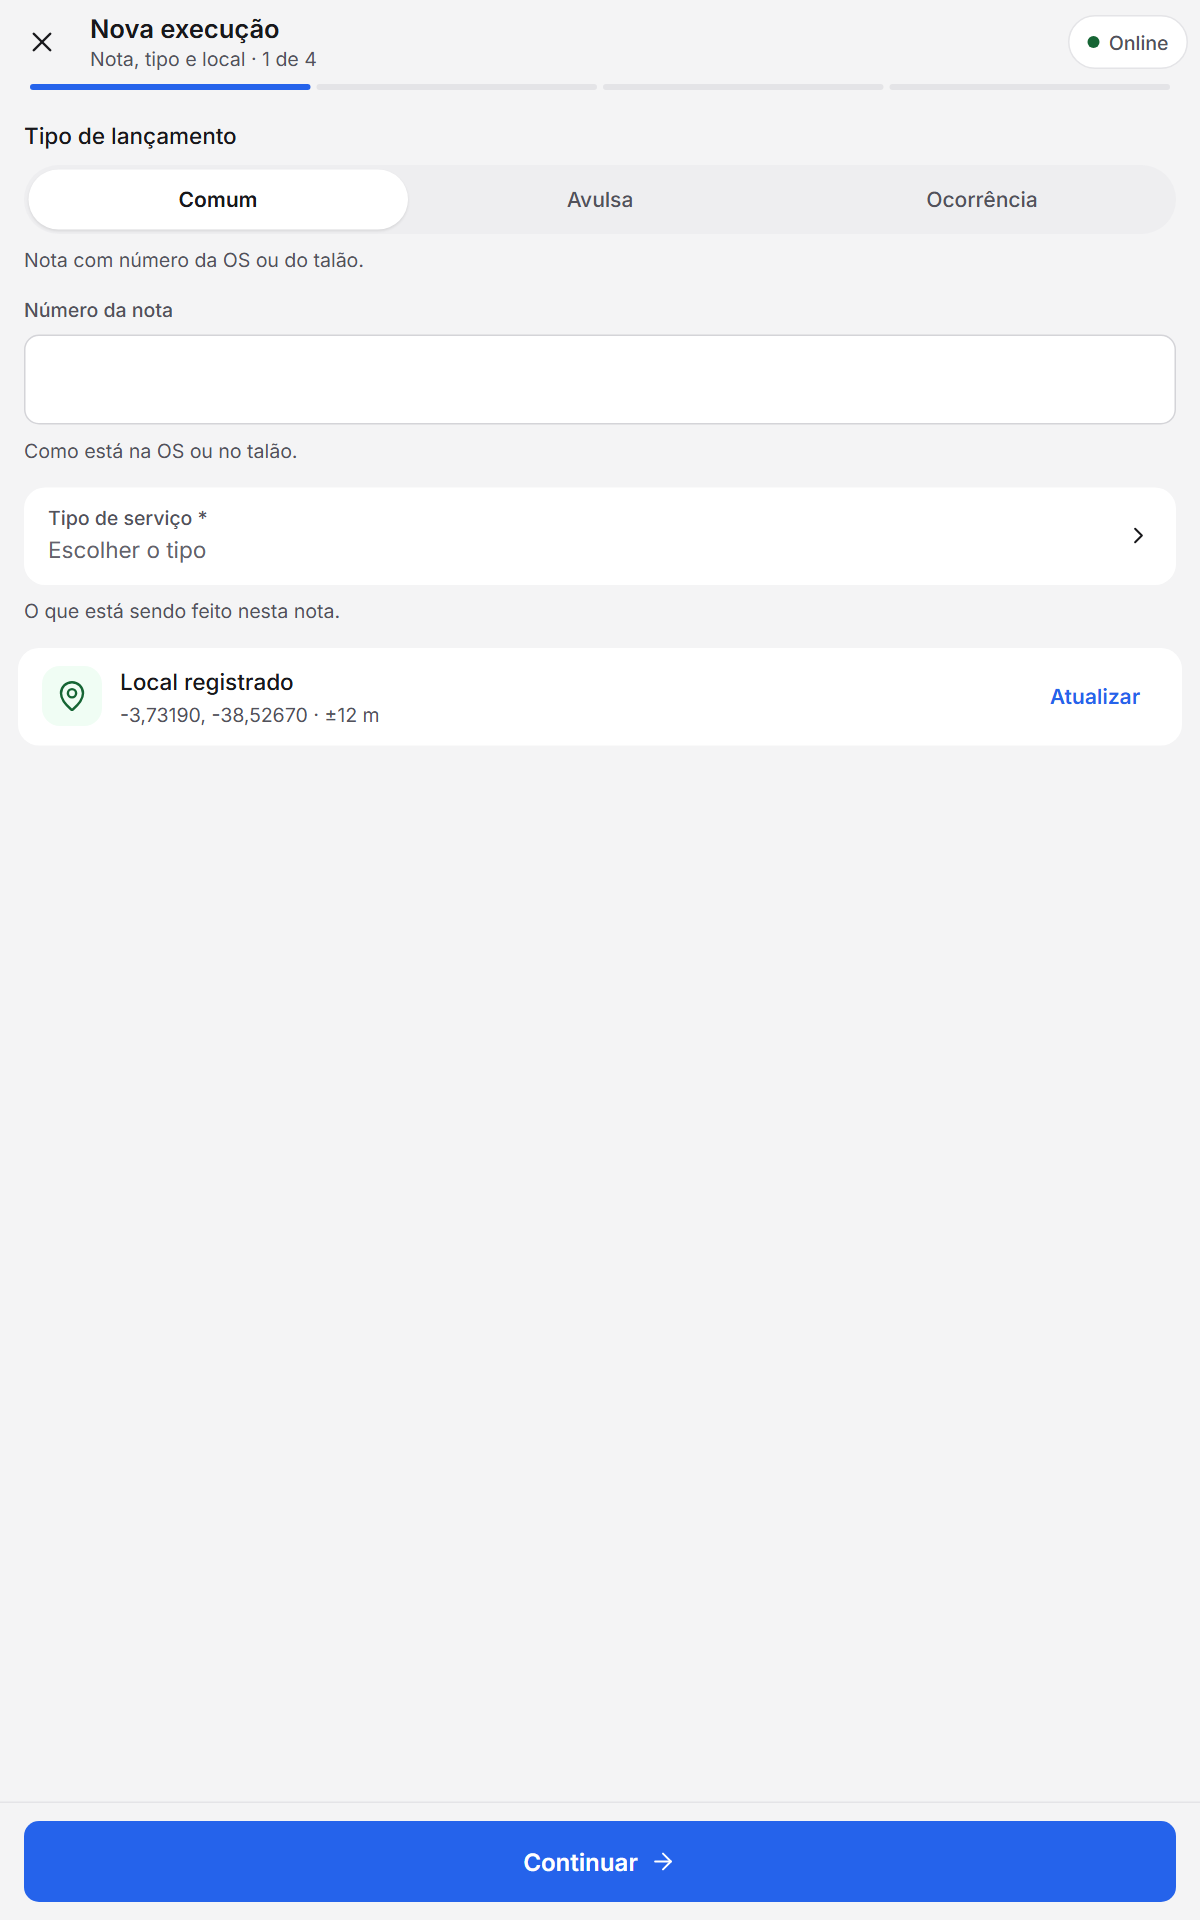 Nova execução
Nota, tipo e local · 1 de 4
Online
Tipo de lançamento
Comum
Avulsa
Ocorrência
Nota com número da OS ou do talão.
Número da nota
Como está na OS ou no talão.
Tipo de serviço *
Escolher o tipo
O que está sendo feito nesta nota.
Local registrado
-3,73190, -38,52670 · ±12 m
Atualizar
Continuar